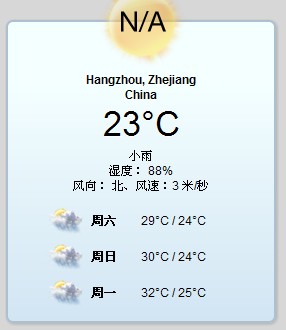 N/A
Hangzhou, Zhejiang
China
23°C
小雨
湿度： 88%
风向： 北、风速：3 米/秒
周六 29°C / 24°C
周日 30°C / 24°C
周一 32°C / 25°C